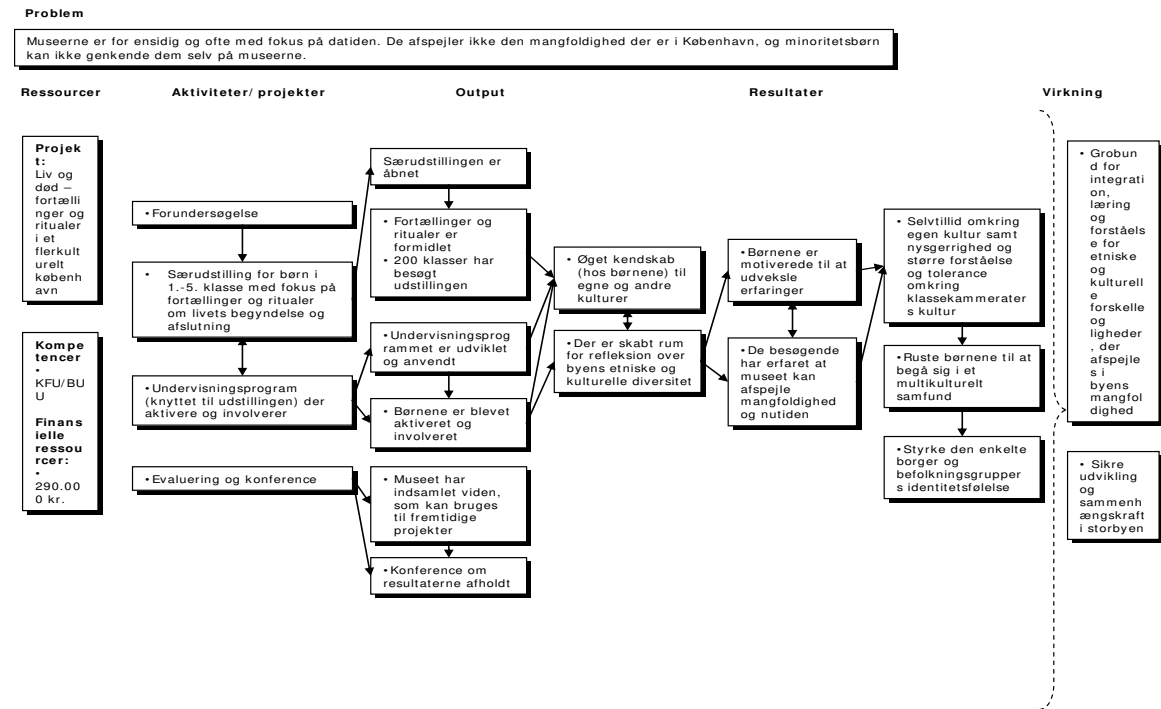 Problem
Museerne er for ensidig og ofte med fokus på datiden. De afspejler ikke den mangfoldighed der er i København, og minoritetsbørn
kan ikke genkende dem selv på museerne.
Ressourcer
Aktiviteter/ projekter
Output
Resultater
Virkning
Projek
t:
Liv og
død –
fortælli
nger og
ritualer
i et
flerkult
urelt
københ
avn
Kompe
tencer
•
KFU/BU
U
Finans
ielle
ressou
rcer:
•
290.00
0 kr.
•Forundersøgelse
• Særudstilling for børn i
1.-5. klasse med fokus på
fortællinger og ritualer
om livets begyndelse og
afslutning
•Undervisningsprogram
(knyttet til udstillingen) der
aktivere og involverer
•Evaluering og konference
Særudstillingen er
åbnet
• Fortællinger og
ritualer er
formidlet
• 200 klasser har
besøgt
udstillingen
•Undervisningsprog
rammet er udviklet
og anvendt
• Børnene er blevet
aktiveret og
involveret
• Museet har
indsamlet viden,
som kan bruges
til fremtidige
projekter
•Konference om
resultaterne afholdt
• Øget kendskab
(hos børnene) til
egne og andre
kulturer
• Der er skabt rum
for refleksion over
byens etniske og
kulturelle diversitet
•Børnene er
motiverede til at
udveksle
erfaringer
• De besøgende
har erfaret at
museet kan
afspejle
mangfoldighed
og nutiden
• Selvtillid omkring
egen kultur samt
nysgerrighed og
større forståelse
og tolerance
omkring
klassekammerater
s kultur
• Ruste børnene til at
begå sig i et
multikulturelt
samfund
•Styrke den enkelte
borger og
befolkningsgrupper
s identitetsfølelse
• Grobun
d for
integrati
on,
læring
og
forståels
e for
etniske
og
kulturell
e
forskelle
og
ligheder
, der
afspejle
s i
byens
mangfol
dighed
• Sikre
udvikling
og
sammenh
ængskraft
i storbyen